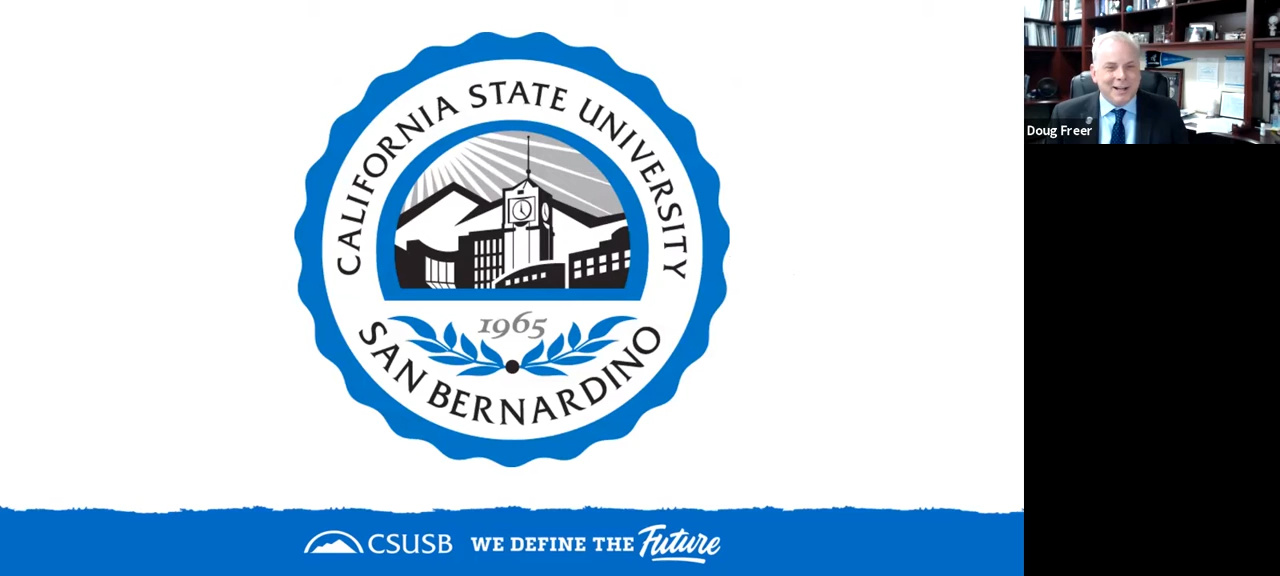 CALIFORNIA STATE UNIVERSITY
1965
SAN BERNARDINO
CSUSB WE DEFINE THE Future
Doug Freer